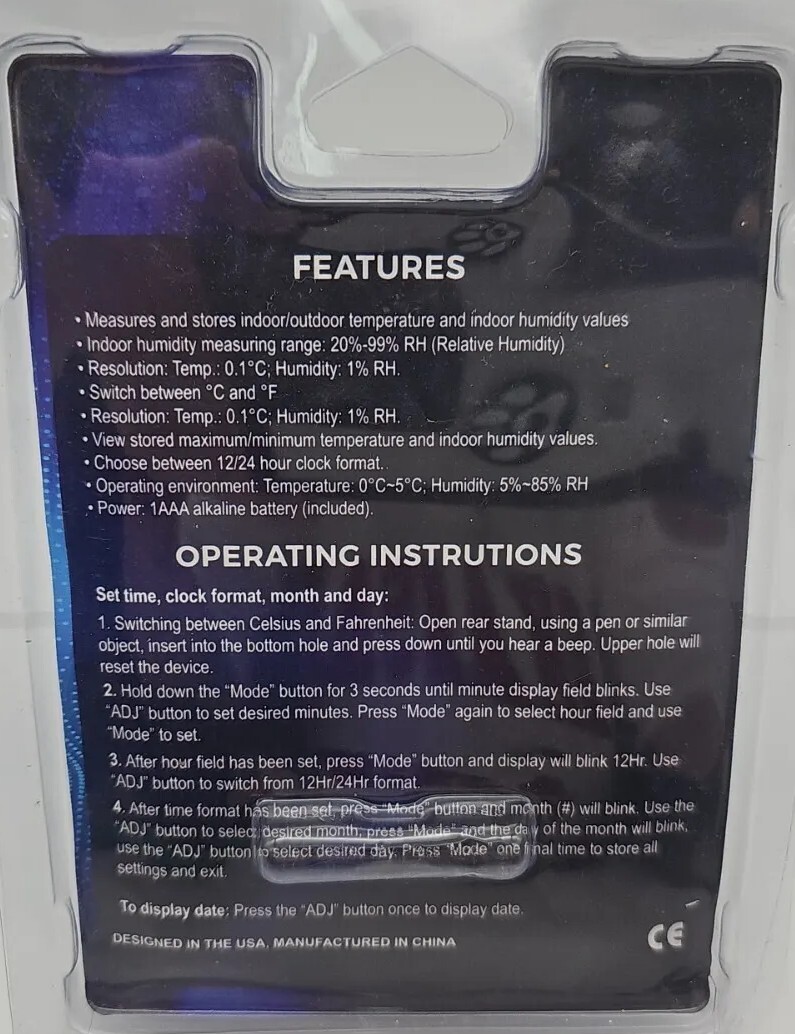 FEATURES
• Measures and stores indoor/outdoor temperature and indoor humidity values
• Indoor humidity measuring range: 20%-99% RH (Relative Humidity)
• Resolution: Temp.: 0.1°C; Humidity: 1% RH.
• Switch between °C and °F
• Resolution: Temp.: 0.1°C; Humidity: 1% RH.
• View stored maximum/minimum temperature and indoor humidity values.
• Choose between 12/24 hour clock format.
• Operating environment: Temperature: 0°C~5°C; Humidity: 5%~85% RH
• Power: 1AAA alkaline battery (included).
OPERATING INSTRUTIONS
Set time, clock format, month and day:
1. Switching between Celsius and Fahrenheit: Open rear stand, using a pen or similar
object, insert into the bottom hole and press down until you hear a beep. Upper hole will
reset the device.
2. Hold down the “Mode” button for 3 seconds until minute display field blinks. Use
“ADJ” button to set desired minutes. Press “Mode” again to select hour field and use
“Mode” to set.
3. After hour field has been set, press “Mode” button and display will blink 12Hr. Use
“ADJ” button to switch from 12Hr/24Hr format.
4. After time format has been set, press “Mode” button and month (#) will blink. Use the
“ADJ” button to select desired month, press “Mode” and the day of the month will blink,
use the “ADJ” button to select desired day. Press “Mode” one final time to store all
settings and exit.
To display date: Press the “ADJ” button once to display date.
DESIGNED IN THE USA, MANUFACTURED IN CHINA
CE